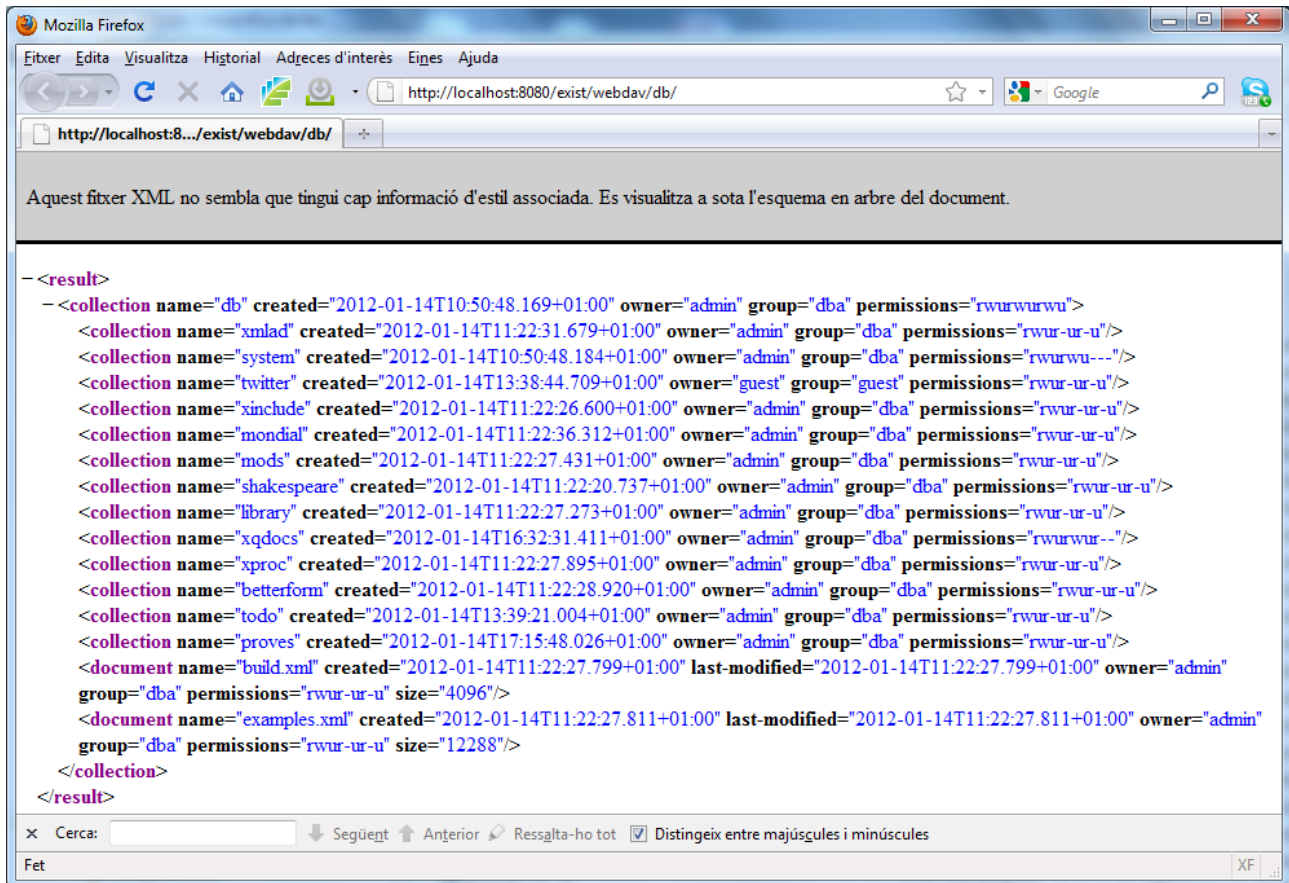 Mozilla Firefox
Fitxer Edita Visualitza Historial Adreces d'interès Eines Ajuda
http://localhost:8080/exist/webdav/db/ Google
http://localhost:8.../exist/webdav/db/
Aquest fitxer XML no sembla que tingui cap informació d'estil associada. Es visualitza a sota l'esquema en arbre del document.
−<result>
−<collection name="db" created="2012-01-14T10:50:48.169+01:00" owner="admin" group="dba" permissions="rwurwurwu">
<collection name="xmlad" created="2012-01-14T11:22:31.679+01:00" owner="admin" group="dba" permissions="rwur-ur-u"/>
<collection name="system" created="2012-01-14T10:50:48.184+01:00" owner="admin" group="dba" permissions="rwurwu---"/>
<collection name="twitter" created="2012-01-14T13:38:44.709+01:00" owner="guest" group="guest" permissions="rwur-ur-u"/>
<collection name="xinclude" created="2012-01-14T11:22:26.600+01:00" owner="admin" group="dba" permissions="rwur-ur-u"/>
<collection name="mondial" created="2012-01-14T11:22:36.312+01:00" owner="admin" group="dba" permissions="rwur-ur-u"/>
<collection name="mods" created="2012-01-14T11:22:27.431+01:00" owner="admin" group="dba" permissions="rwur-ur-u"/>
<collection name="shakespeare" created="2012-01-14T11:22:20.737+01:00" owner="admin" group="dba" permissions="rwur-ur-u"/>
<collection name="library" created="2012-01-14T11:22:27.273+01:00" owner="admin" group="dba" permissions="rwur-ur-u"/>
<collection name="xqdocs" created="2012-01-14T16:32:31.411+01:00" owner="admin" group="dba" permissions="rwurwur--"/>
<collection name="xproc" created="2012-01-14T11:22:27.895+01:00" owner="admin" group="dba" permissions="rwur-ur-u"/>
<collection name="betterform" created="2012-01-14T11:22:28.920+01:00" owner="admin" group="dba" permissions="rwur-ur-u"/>
<collection name="todo" created="2012-01-14T13:39:21.004+01:00" owner="admin" group="dba" permissions="rwur-ur-u"/>
<collection name="proves" created="2012-01-14T17:15:48.026+01:00" owner="admin" group="dba" permissions="rwur-ur-u"/>
<document name="build.xml" created="2012-01-14T11:22:27.799+01:00" last-modified="2012-01-14T11:22:27.799+01:00" owner="admin"
group="dba" permissions="rwur-ur-u" size="4096"/>
<document name="examples.xml" created="2012-01-14T11:22:27.811+01:00" last-modified="2012-01-14T11:22:27.811+01:00" owner="admin"
group="dba" permissions="rwur-ur-u" size="12288"/>
</collection>
</result>
× Cerca: Següent Anterior Ressalta-ho tot Distingeix entre majúscules i minúscules
Fet XF